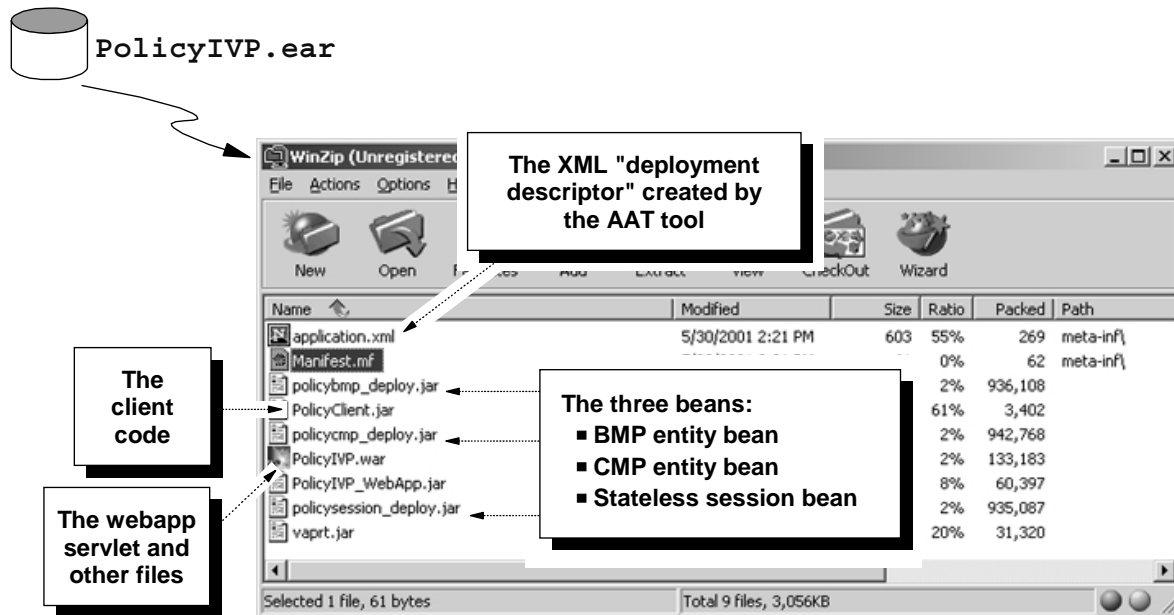 PolicyIVP.ear
WinZip (Unregistered
File Actions Options H
The XML "deployment
descriptor" created by
the AAT tool
New Open CheckOut Wizard
Name Modified Size Ratio Packed Path
application.xml 5/30/2001 2:21 PM 603 55% 269 meta-inf\
Manifest.mf 0% 62 meta-inf\
policybmp_deploy.jar 2% 936,108
PolicyClient.jar 61% 3,402
policycmp_deploy.jar 2% 942,768
PolicyIVP.war 2% 133,183
PolicyIVP_WebApp.jar 8% 60,397
policysession_deploy.jar 2% 935,087
vaprt.jar 20% 31,320
The
client
code
The webapp
servlet and
other files
The three beans:
▪ BMP entity bean
▪ CMP entity bean
▪ Stateless session bean
Selected 1 file, 61 bytes Total 9 files, 3,056KB